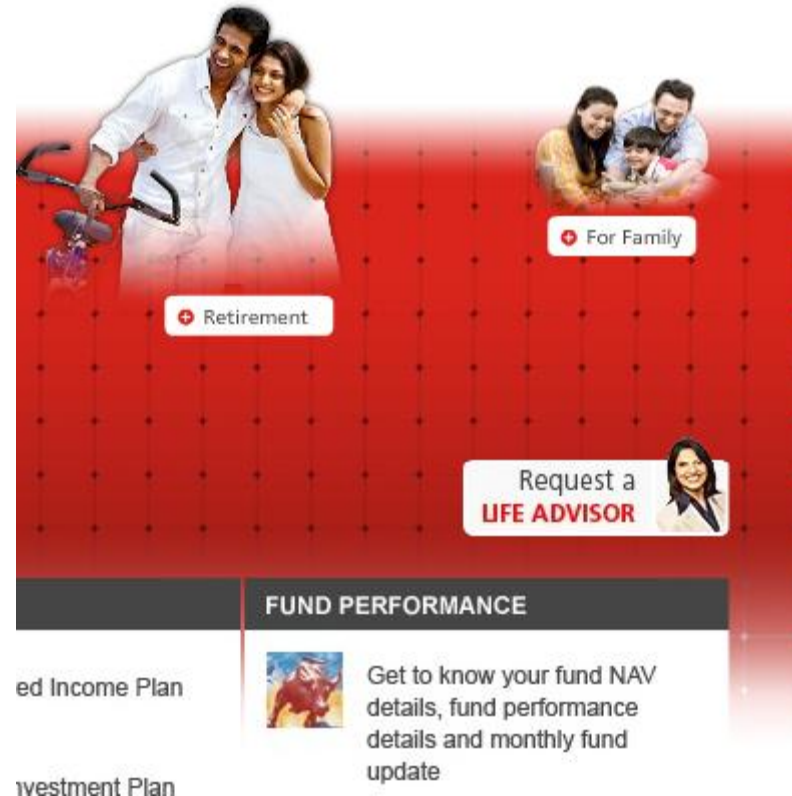 For Family
Retirement
Request a
LIFE ADVISOR
FUND PERFORMANCE
ed Income Plan
Get to know your fund NAV
details, fund performance
details and monthly fund
update
nvestment Plan